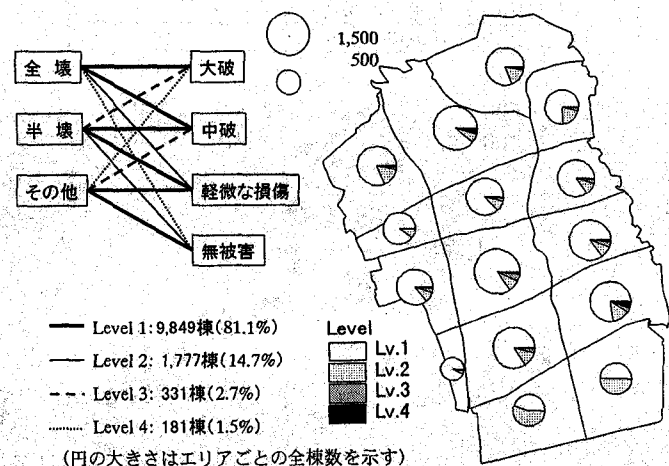 全 壊
半 壊
その他
大破
中破
軽微な損傷
無被害
1,500
500
Level 1: 9,849棟(81.1%)
Level 2: 1,777棟(14.7%)
Level 3: 331棟(2.7%)
Level 4: 181棟(1.5%)
(円の大きさはエリアごとの全棟数を示す)
Level
Lv.1
Lv.2
Lv.3
Lv.4